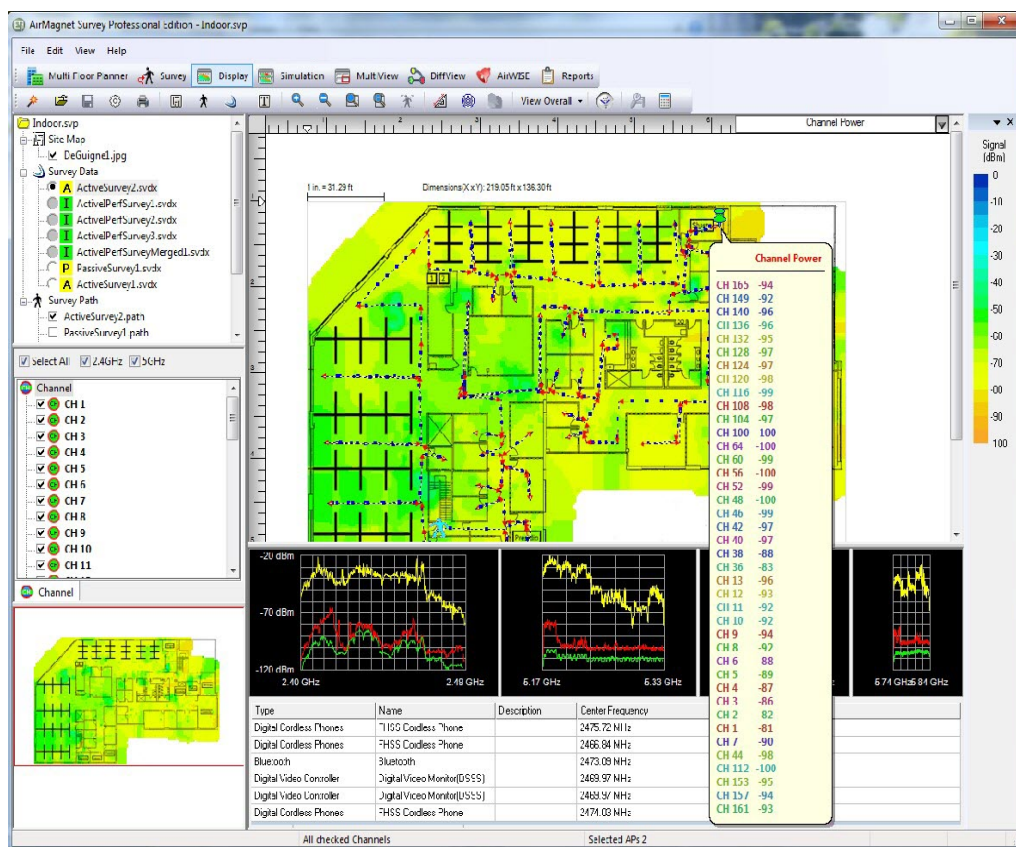 AirMagnet Survey Professional Edition - Indoor.svp
File Edit View Help
Multi Floor Planner Survey Display Simulation MultiView DiffView AirWISE Reports
View Overall
Indoor.svp
Site Map
DeGuigne1.jpg
Survey Data
A ActiveSurvey2.svdx
I ActiveIPerfSurvey1.svdx
I ActiveIPerfSurvey2.svdx
I ActiveIPerfSurvey3.svdx
I ActiveIPerfSurveyMerged1.svdx
P PassiveSurvey1.svdx
A ActiveSurvey1.svdx
Survey Path
ActiveSurvey2.path
PassiveSurvey1.path
Select All 2.4GHz 5GHz
Channel
CH 1
CH 2
CH 3
CH 4
CH 5
CH 6
CH 7
CH 8
CH 9
CH 10
CH 11
Channel
Channel Power
1 in. = 31.29 ft
Dimensions(X x Y): 219.05 ft x 136.30 ft
Signal
(dBm)
0
-10
-20
-30
-40
-50
-60
-70
-80
-90
100
Channel Power
CH 165 -94
CH 149 -92
CH 140 -96
CH 136 -96
CH 132 -95
CH 128 -97
CH 124 -97
CH 120 -98
CH 116 -99
CH 108 -98
CH 104 -97
CH 100 100
CH 64 -100
CH 60 -99
CH 56 -100
CH 52 -99
CH 48 -100
CH 46 -99
CH 42 -97
CH 40 -97
CH 38 -88
CH 36 -83
CH 13 -96
CH 12 -93
CH 11 -92
CH 10 -92
CH 9 -94
CH 8 -92
CH 6 88
CH 5 -89
CH 4 -87
CH 3 -86
CH 2 82
CH 1 -81
CH 7 -90
CH 44 -98
CH 112 -100
CH 153 -95
CH 157 -94
CH 161 -93
-20 dBm
-70 dBm
-120 dBm
2.40 GHz 2.49 GHz
5.17 GHz 5.33 GHz
Type Name Description Center Frequency
Digital Cordless Phones FHSS Cordless Phone 2475.72 MHz
Digital Cordless Phones FHSS Cordless Phone 2466.84 MHz
Bluetooth Bluetooth 2473.09 MHz
Digital Video Controller Digital Video Monitor(DSSS) 2469.97 MHz
Digital Video Controller Digital Video Monitor(DSSS) 2469.97 MHz
Digital Cordless Phones FHSS Cordless Phone 2474.03 MHz
All checked Channels
Selected APs 2